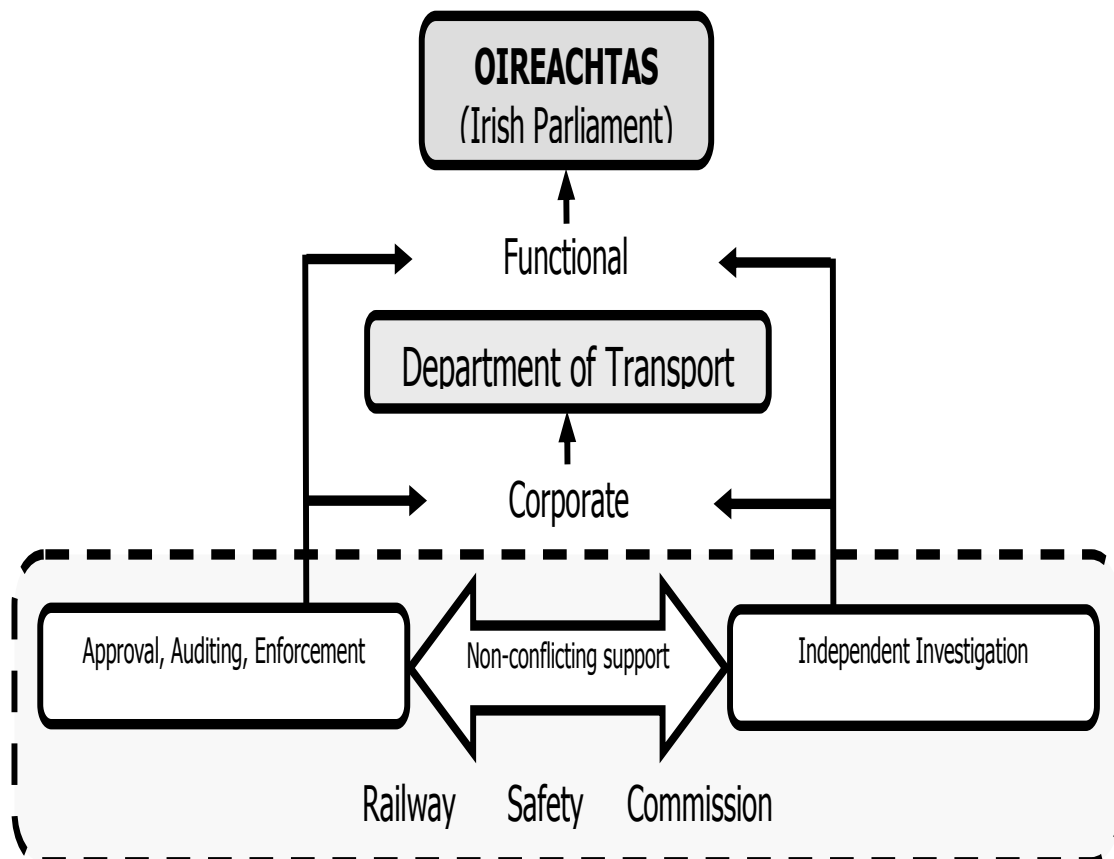 OIREACHTAS
(Irish Parliament)
Functional
Department of Transport
Corporate
Approval, Auditing, Enforcement
Non-conflicting support
Independent Investigation
Railway Safety Commission